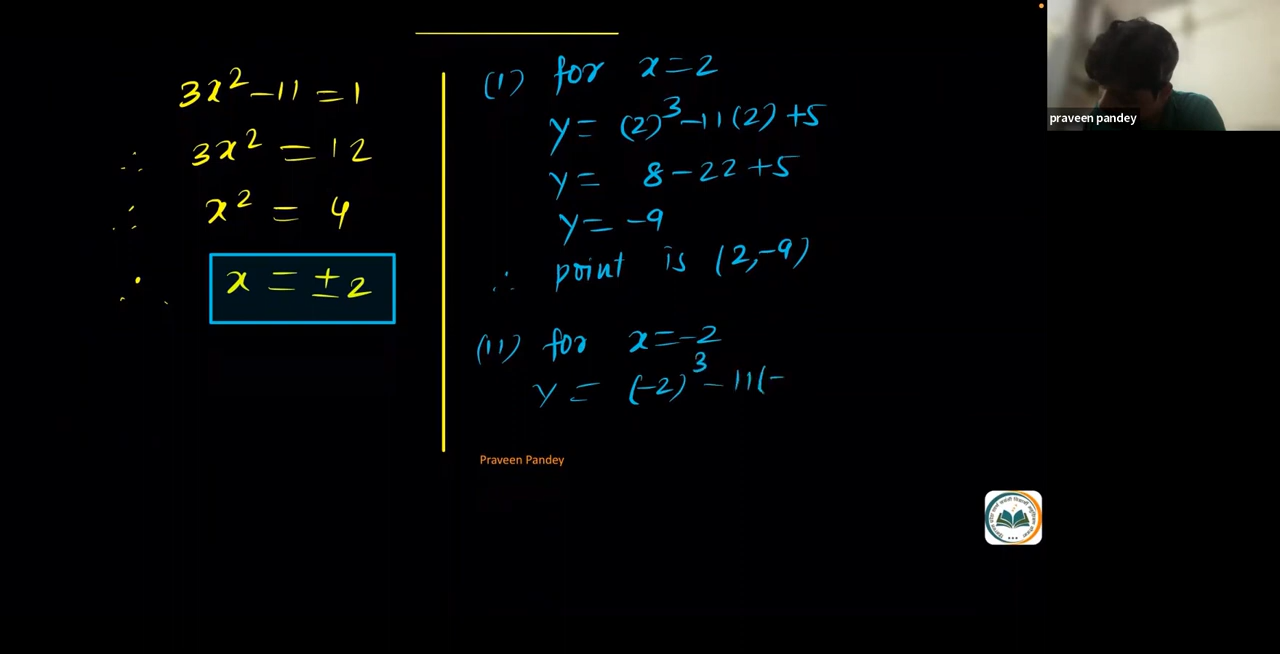 3x² - 11 = 1
∴ 3x² = 12
∴ x² = 4
∴ x = ±2
(i) for x = 2
y = (2)³ - 11(2) + 5
y = 8 - 22 + 5
y = -9
∴ point is (2, -9)
(ii) for x = -2
y = (-2)³ - 11(-
Praveen Pandey
praveen pandey